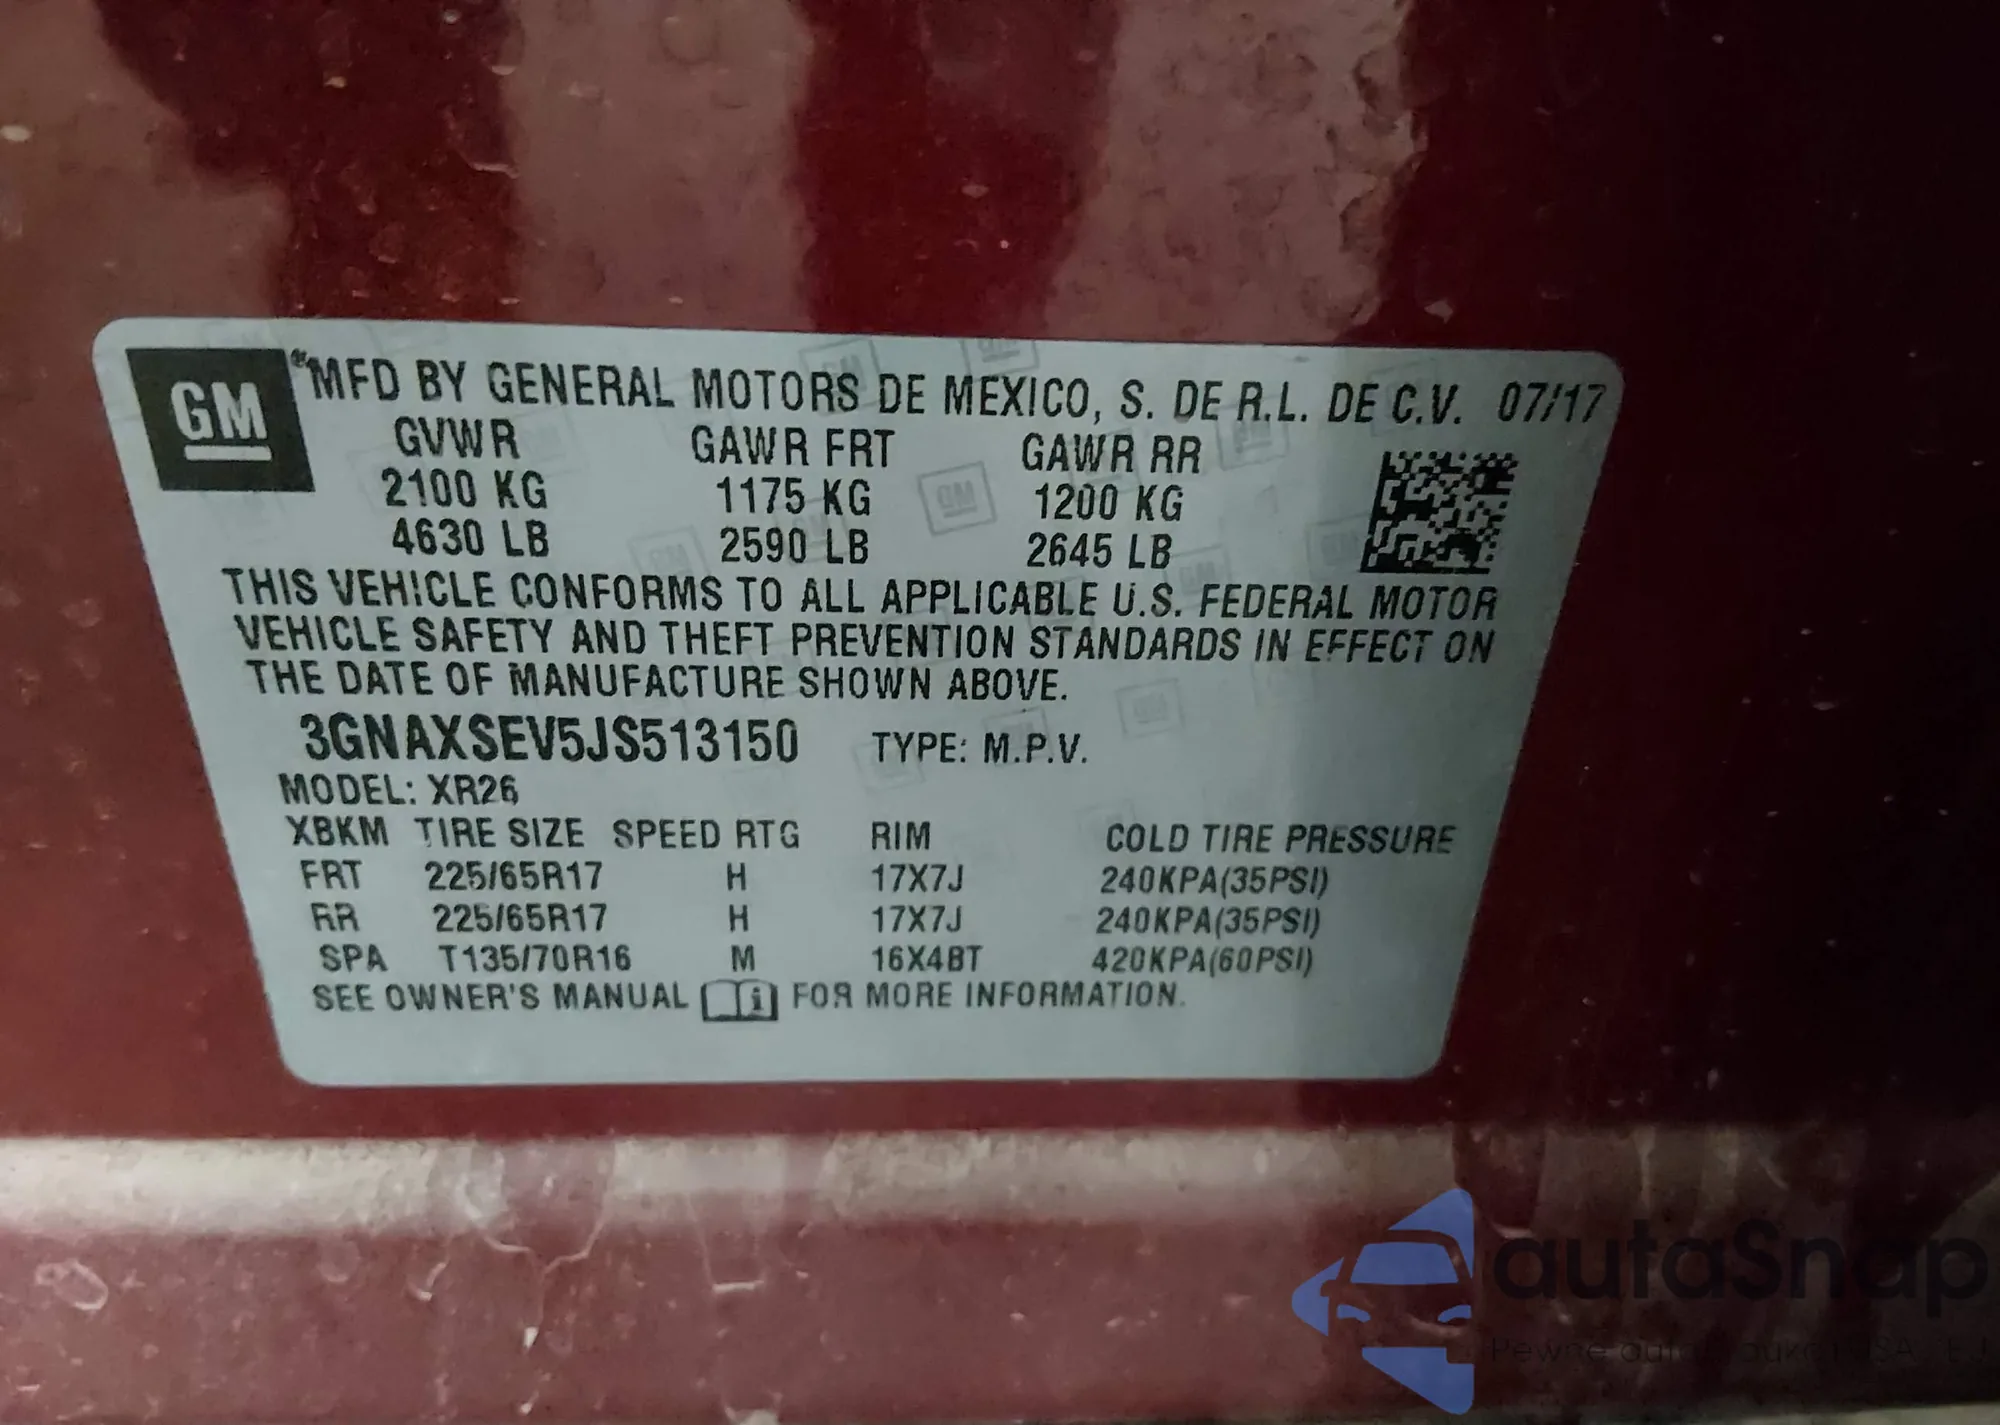 GM
MFD BY GENERAL MOTORS DE MEXICO, S. DE R.L. DE C.V. 07/17
GVWR GAWR FRT GAWR RR
2100 KG 1175 KG 1200 KG
4630 LB 2590 LB 2645 LB
THIS VEHICLE CONFORMS TO ALL APPLICABLE U.S. FEDERAL MOTOR
VEHICLE SAFETY AND THEFT PREVENTION STANDARDS IN EFFECT ON
THE DATE OF MANUFACTURE SHOWN ABOVE.
3GNAXSEV5JS513150 TYPE: M.P.V.
MODEL: XR26
XBKM TIRE SIZE SPEED RTG RIM COLD TIRE PRESSURE
FRT 225/65R17 H 17X7J 240KPA(35PSI)
RR 225/65R17 H 17X7J 240KPA(35PSI)
SPA T135/70R16 M 16X4BT 420KPA(60PSI)
SEE OWNER'S MANUAL i FOR MORE INFORMATION.
autaSnap
Pewne auta